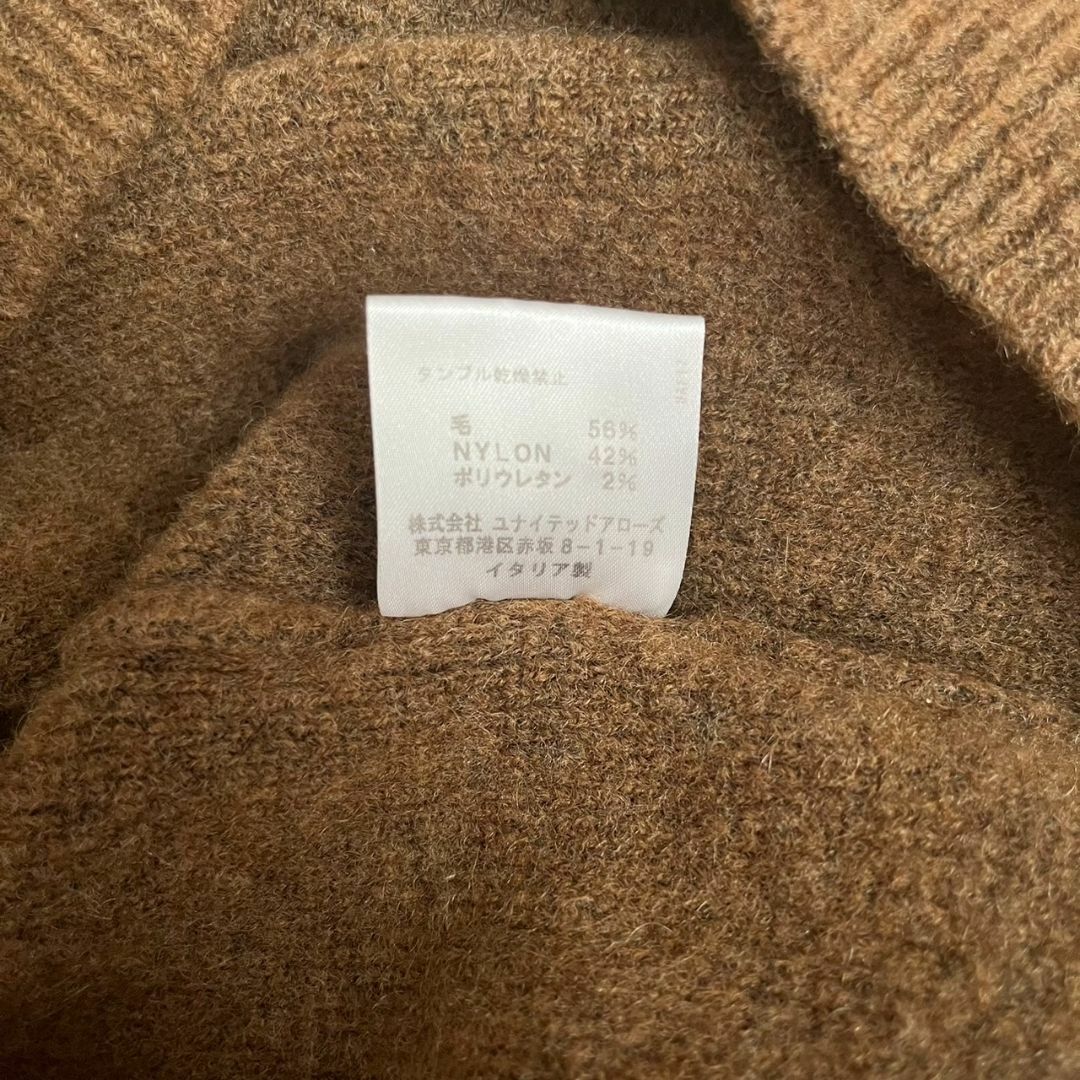 タンブル乾燥禁止
毛 56%
NYLON 42%
ポリウレタン 2%
株式会社 ユナイテッドアローズ
東京都港区赤坂8-1-19
イタリア製